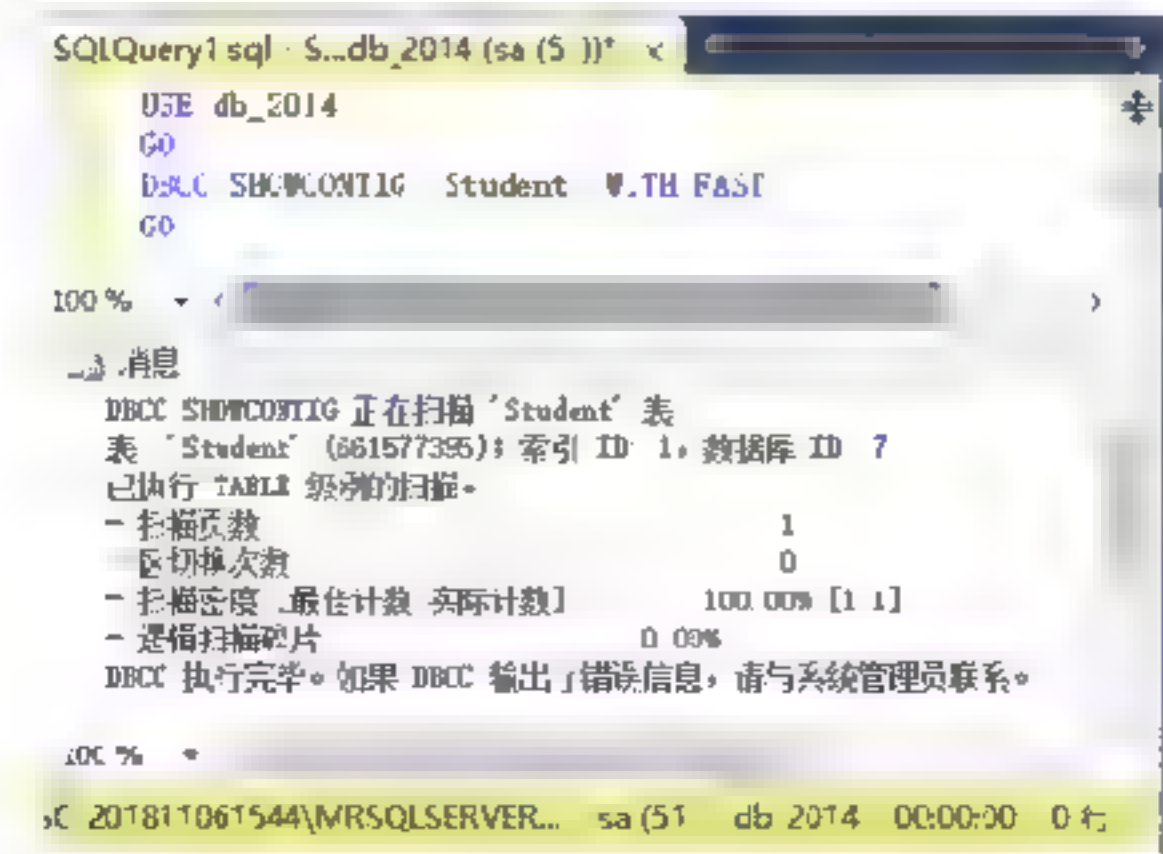 SQLQuery1.sql - S...db_2014 (sa (5 ))*
USE db_2014
GO
DBCC SHOWCONTIG Student WITH FAST
GO
100 %
消息
DBCC SHOWCONTIG 正在扫描 'Student' 表
表: 'Student' (661577395); 索引 ID: 1, 数据库 ID: 7
已执行 TABLE 级别的扫描。
- 扫描页数 1
- 区切换次数 0
- 扫描密度 [最佳计数:实际计数] 100.00% [1:1]
- 逻辑扫描碎片 0.00%
DBCC 执行完毕。如果 DBCC 输出了错误信息,请与系统管理员联系。
100 %
201811061544\MRSQLSERVER... sa (51 db_2014 00:00:00 0 行